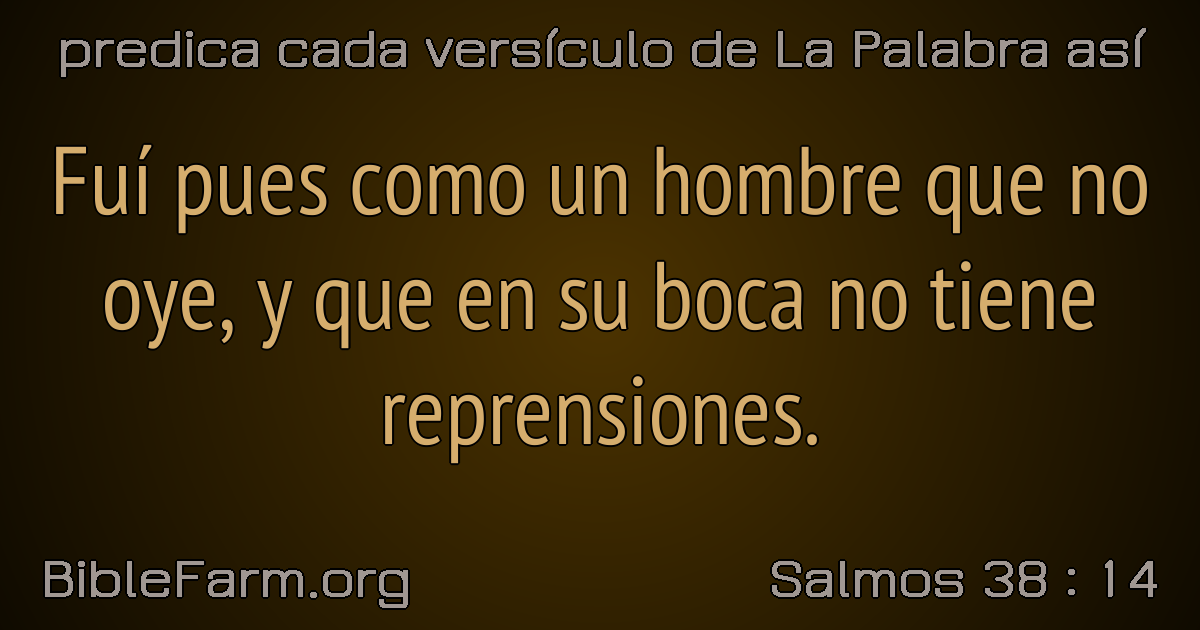 predica cada versículo de La Palabra así
Fuí pues como un hombre que no
oye, y que en su boca no tiene
reprensiones.
BibleFarm.org
Salmos 38 : 14